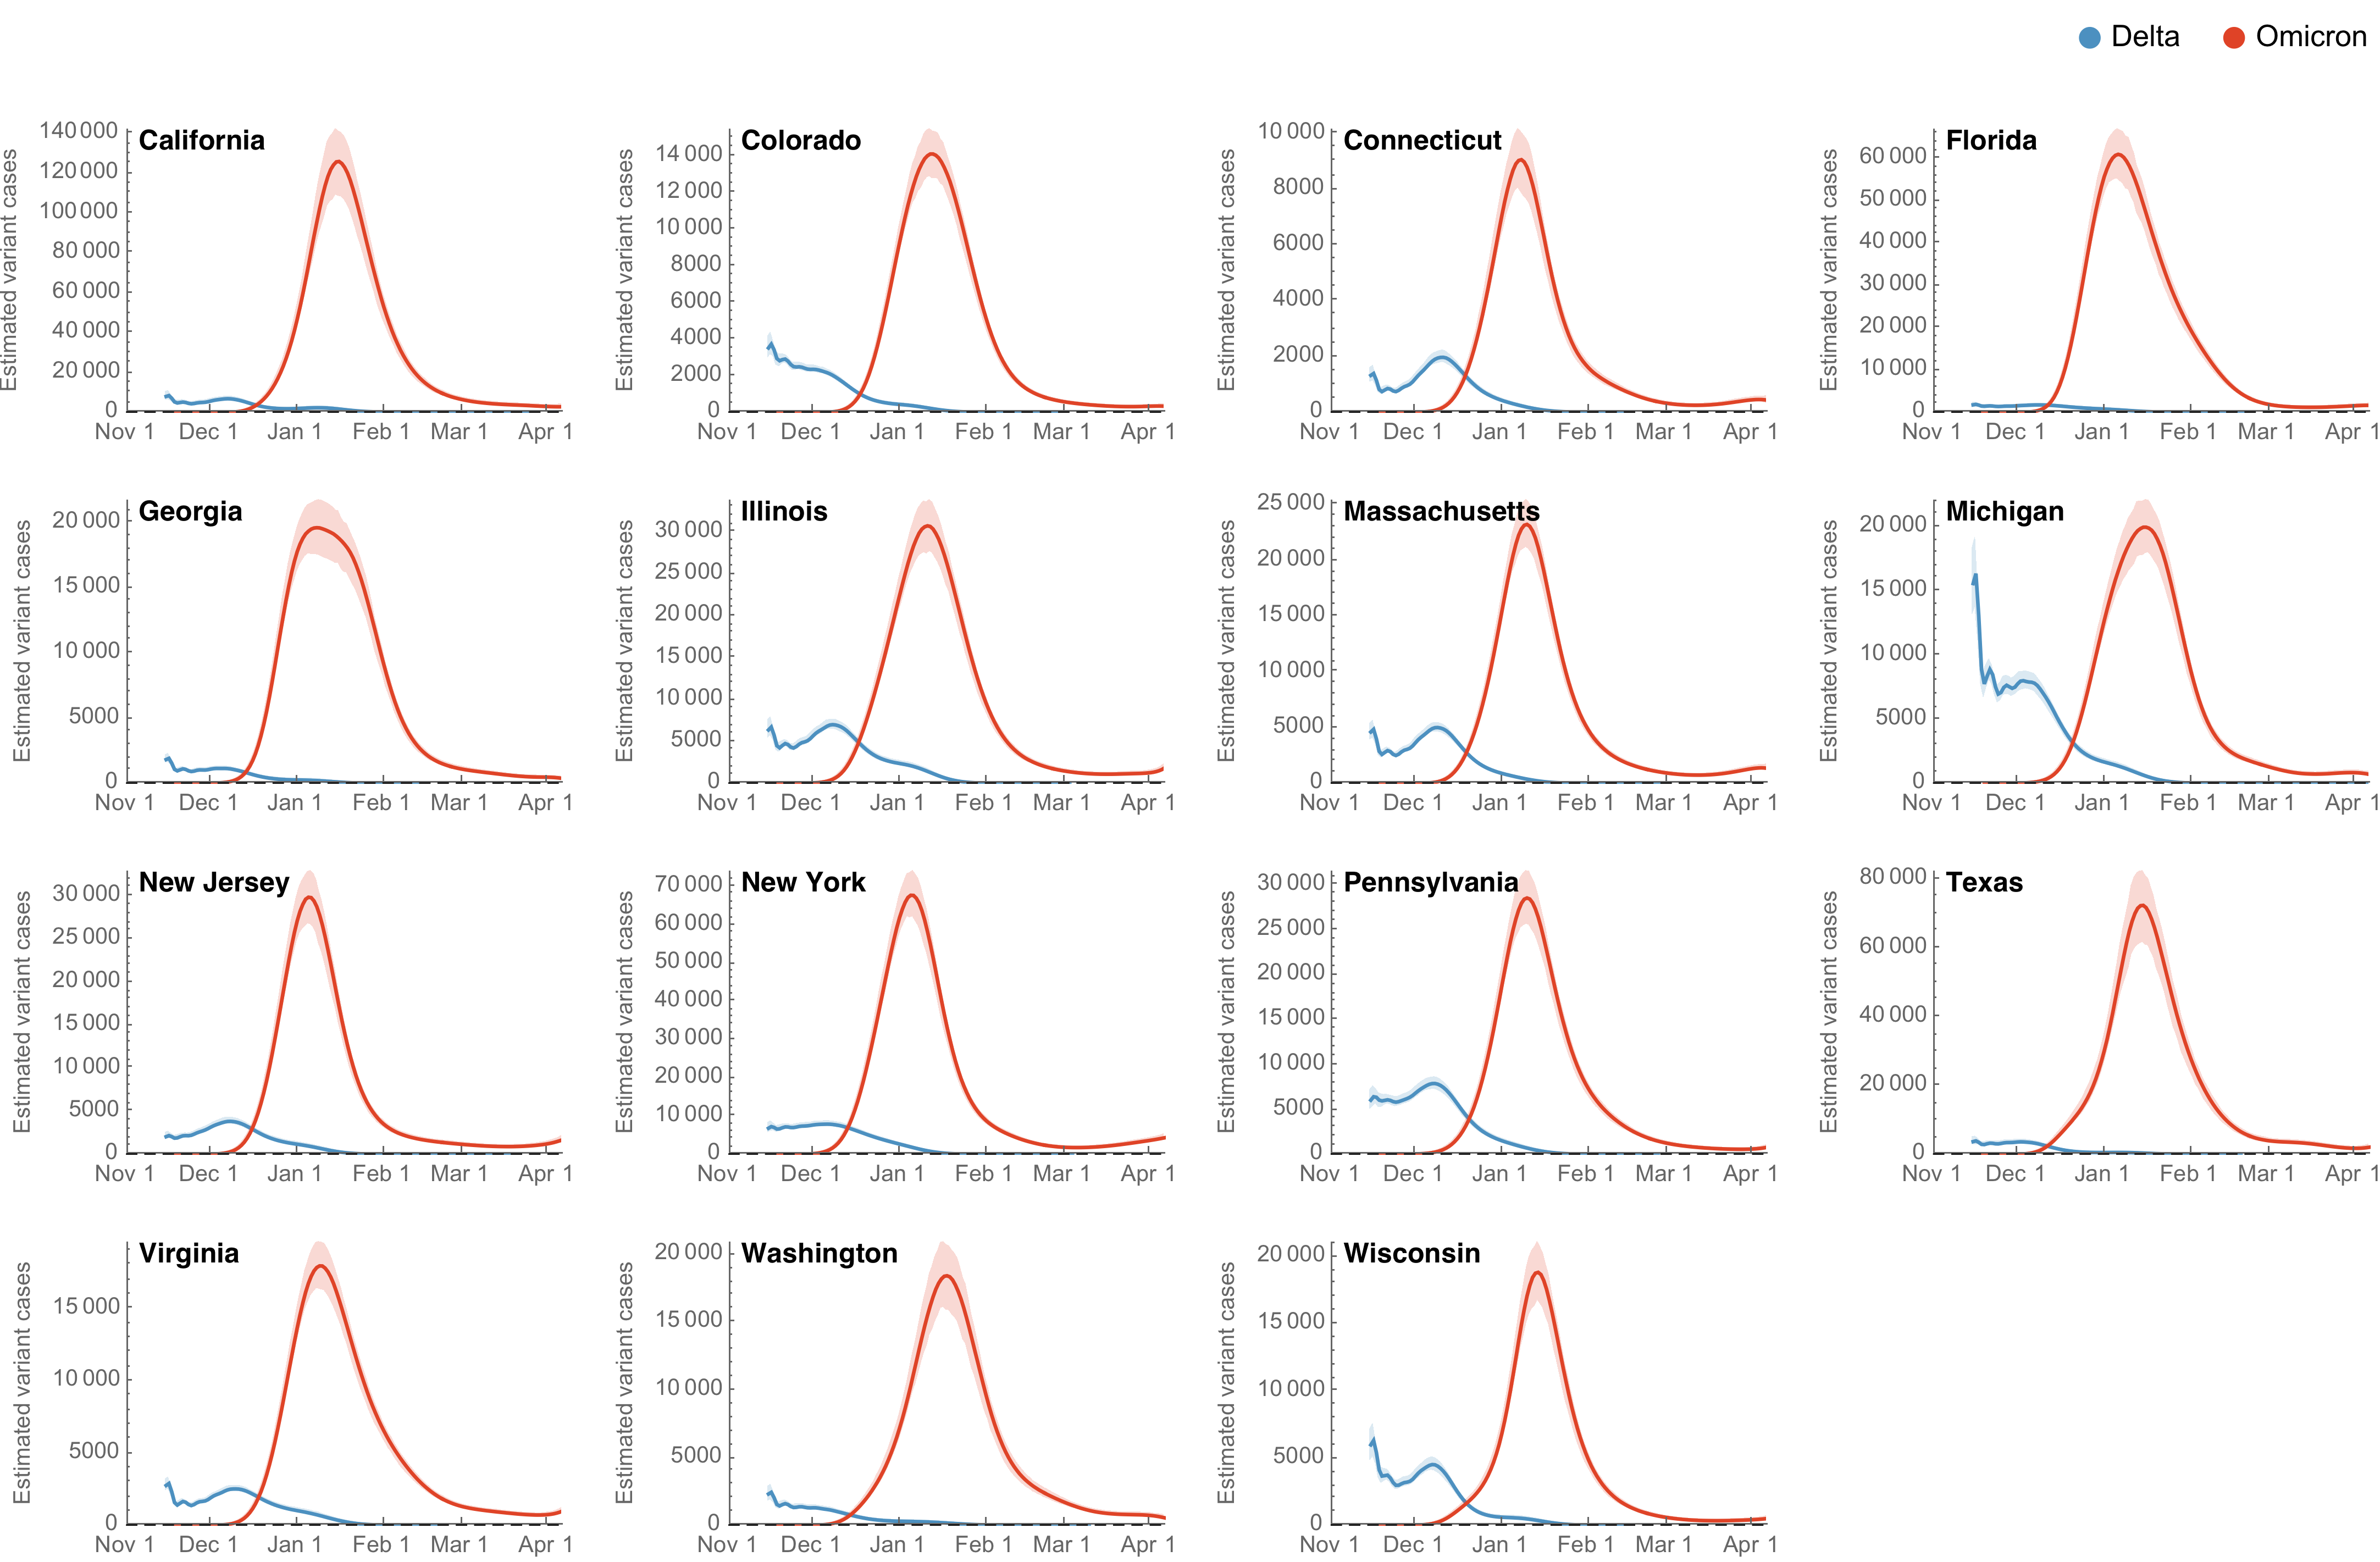 Delta Omicron
California
Estimated variant cases
140 000
120 000
100 000
80 000
60 000
40 000
20 000
0
Nov 1 Dec 1 Jan 1 Feb 1 Mar 1 Apr 1
Colorado
Estimated variant cases
14 000
12 000
10 000
8000
6000
4000
2000
0
Nov 1 Dec 1 Jan 1 Feb 1 Mar 1 Apr 1
Connecticut
Estimated variant cases
10 000
8000
6000
4000
2000
0
Nov 1 Dec 1 Jan 1 Feb 1 Mar 1 Apr 1
Florida
Estimated variant cases
60 000
50 000
40 000
30 000
20 000
10 000
0
Nov 1 Dec 1 Jan 1 Feb 1 Mar 1 Apr 1
Georgia
Estimated variant cases
20 000
15 000
10 000
5000
0
Nov 1 Dec 1 Jan 1 Feb 1 Mar 1 Apr 1
Illinois
Estimated variant cases
30 000
25 000
20 000
15 000
10 000
5000
0
Nov 1 Dec 1 Jan 1 Feb 1 Mar 1 Apr 1
Massachusetts
Estimated variant cases
25 000
20 000
15 000
10 000
5000
0
Nov 1 Dec 1 Jan 1 Feb 1 Mar 1 Apr 1
Michigan
Estimated variant cases
20 000
15 000
10 000
5000
0
Nov 1 Dec 1 Jan 1 Feb 1 Mar 1 Apr 1
New Jersey
Estimated variant cases
30 000
25 000
20 000
15 000
10 000
5000
0
Nov 1 Dec 1 Jan 1 Feb 1 Mar 1 Apr 1
New York
Estimated variant cases
70 000
60 000
50 000
40 000
30 000
20 000
10 000
0
Nov 1 Dec 1 Jan 1 Feb 1 Mar 1 Apr 1
Pennsylvania
Estimated variant cases
30 000
25 000
20 000
15 000
10 000
5000
0
Nov 1 Dec 1 Jan 1 Feb 1 Mar 1 Apr 1
Texas
Estimated variant cases
80 000
60 000
40 000
20 000
0
Nov 1 Dec 1 Jan 1 Feb 1 Mar 1 Apr 1
Virginia
Estimated variant cases
15 000
10 000
5000
0
Nov 1 Dec 1 Jan 1 Feb 1 Mar 1 Apr 1
Washington
Estimated variant cases
20 000
15 000
10 000
5000
0
Nov 1 Dec 1 Jan 1 Feb 1 Mar 1 Apr 1
Wisconsin
Estimated variant cases
20 000
15 000
10 000
5000
0
Nov 1 Dec 1 Jan 1 Feb 1 Mar 1 Apr 1